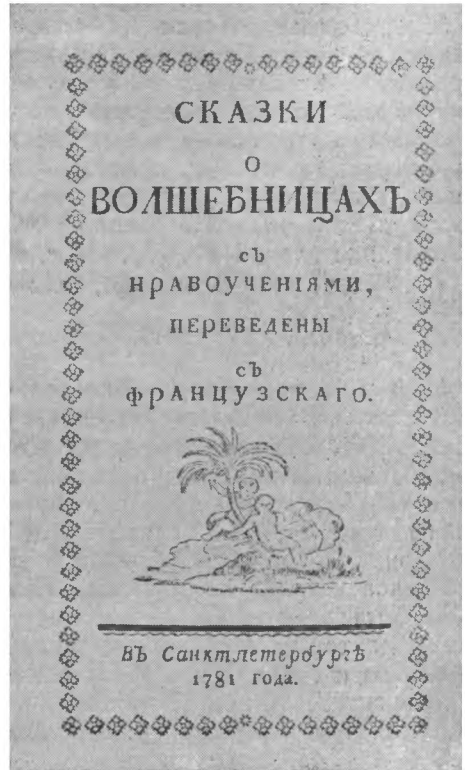 СКАЗКИ
О
ВОЛШЕБНИЦАХЪ
съ
НРАВОУЧЕНІЯМИ,
ПЕРЕВЕДЕНЫ
съ
ФРАНЦУЗСКАГО.
ВЪ Санктпетербургѣ
1781 года.